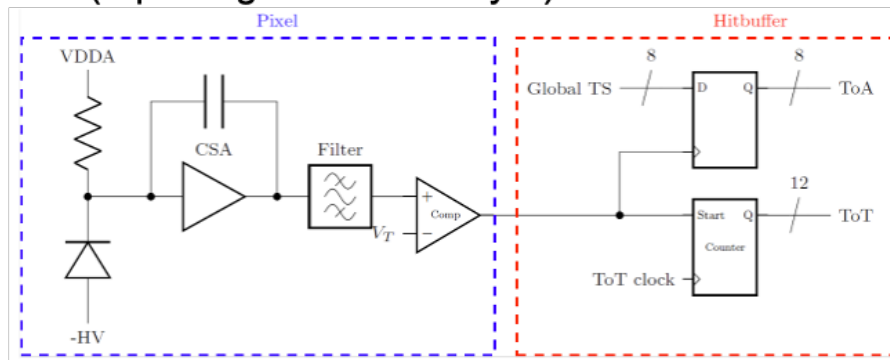 Pixel
Hitbuffer
VDDA
CSA
Filter
+
Comp
V_T −
-HV
8
8
Global TS
D
Q
ToA
12
Start
Q
ToT
Counter
ToT clock